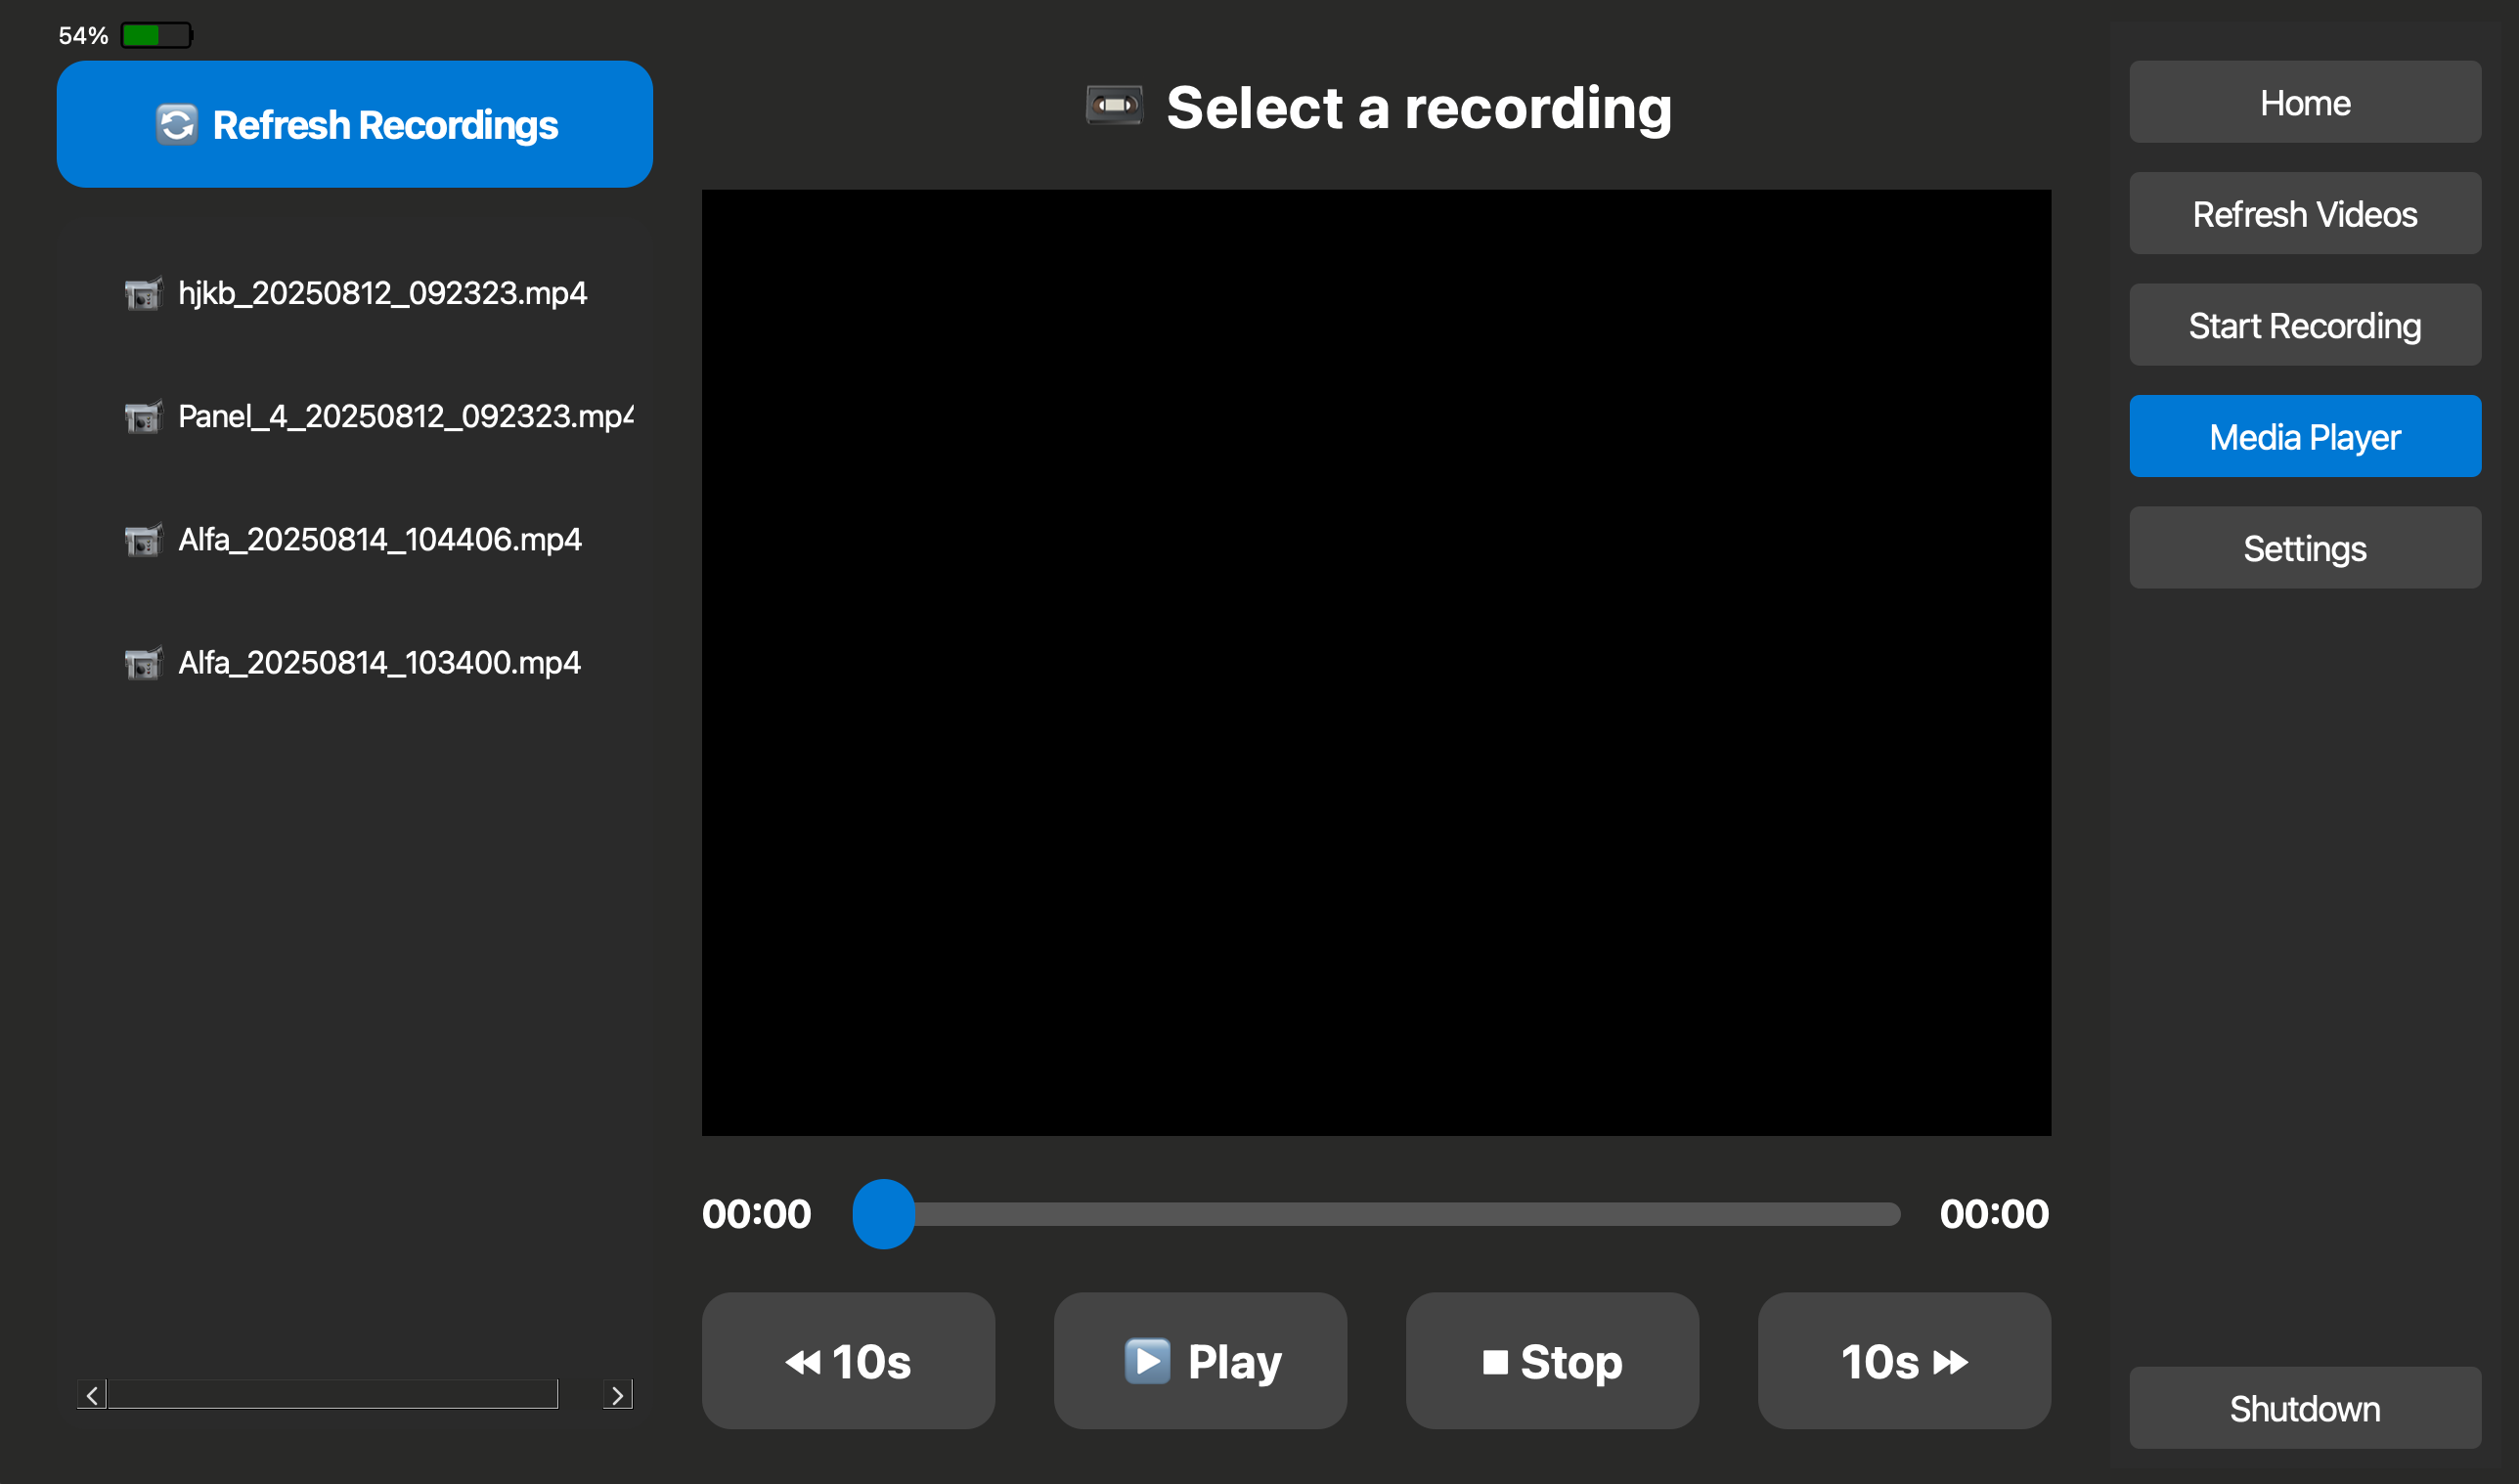 54%
Refresh Recordings
hjkb_20250812_092323.mp4
Panel_4_20250812_092323.mp4
Alfa_20250814_104406.mp4
Alfa_20250814_103400.mp4
Select a recording
00:00
00:00
10s
Play
Stop
10s
Home
Refresh Videos
Start Recording
Media Player
Settings
Shutdown